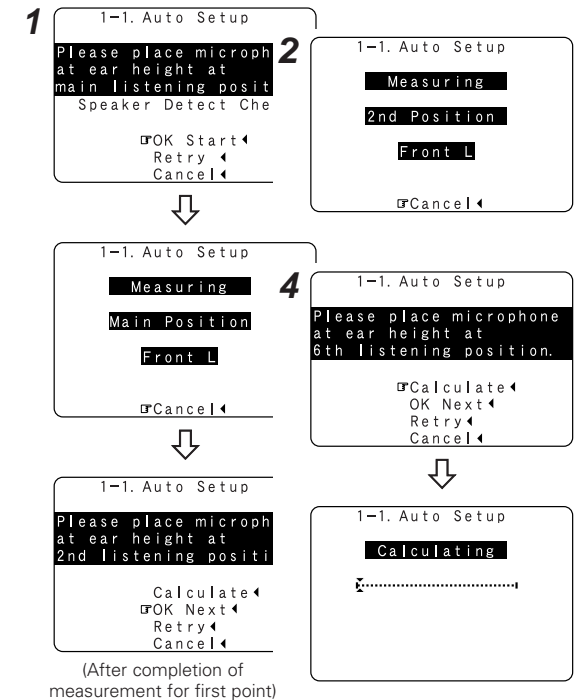 1
1-1. Auto Setup
Please place microph
at ear height at
main listening posit
Speaker Detect Che
☞OK Start◀
Retry ◀
Cancel◀
1-1. Auto Setup
Measuring
Main Position
Front L
☞Cancel◀
1-1. Auto Setup
Please place microph
at ear height at
2nd listening positi
Calculate◀
☞OK Next◀
Retry◀
Cancel◀
(After completion of
measurement for first point)
2
1-1. Auto Setup
Measuring
2nd Position
Front L
☞Cancel◀
4
1-1. Auto Setup
Please place microphone
at ear height at
6th listening position.
☞Calculate◀
OK Next◀
Retry◀
Cancel◀
1-1. Auto Setup
Calculating